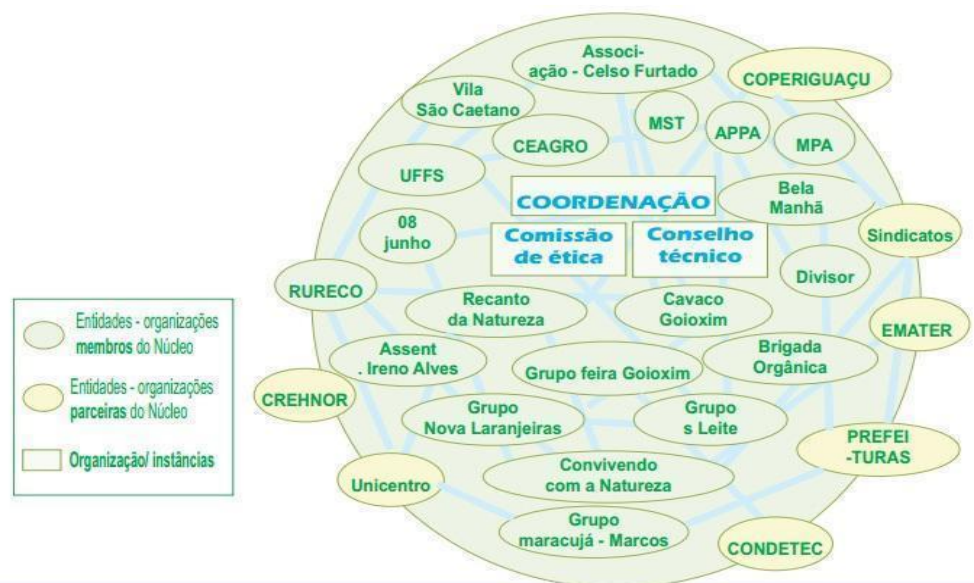 Associ-
ação - Celso Furtado
COPERIGUAÇU
Vila
São Caetano
MST
APPA
MPA
CEAGRO
UFFS
COORDENAÇÃO
Bela
Manhã
08
junho
Comissão
de ética
Conselho
técnico
Sindicatos
Divisor
RURECO
Recanto
da Natureza
Cavaco
Goioxim
EMATER
Assent
. Ireno Alves
Grupo feira Goioxim
Brigada
Orgânica
CREHNOR
Grupo
Nova Laranjeiras
Grupo
s Leite
PREFEI
-TURAS
Unicentro
Convivendo
com a Natureza
Grupo
maracujá - Marcos
CONDETEC
Entidades - organizações
membros do Núcleo
Entidades - organizações
parceiras do Núcleo
Organização/ instâncias